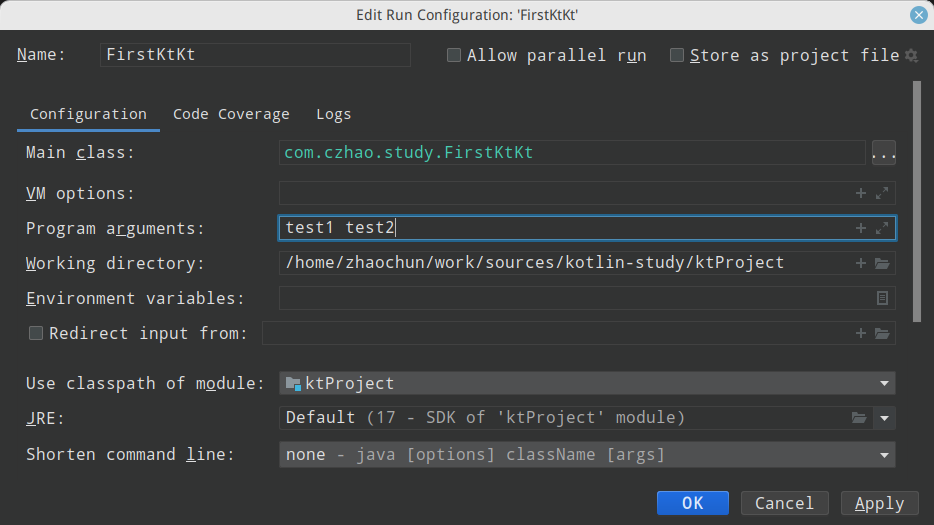 Edit Run Configuration: 'FirstKtKt'
Name: FirstKtKt Allow parallel run Store as project file
Configuration Code Coverage Logs
Main class: com.czhao.study.FirstKtKt ...
VM options:
Program arguments: test1 test2
Working directory: /home/zhaochun/work/sources/kotlin-study/ktProject
Environment variables:
Redirect input from:
Use classpath of module: ktProject
JRE: Default (17 - SDK of 'ktProject' module)
Shorten command line: none - java [options] className [args]
OK Cancel Apply